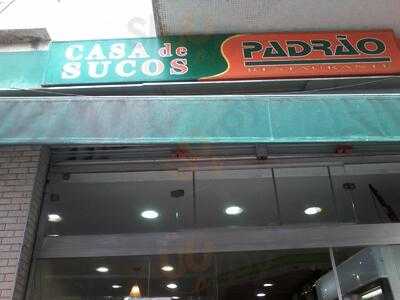 CASA de
SUCOS
PADRÃO
RESTAURANTE